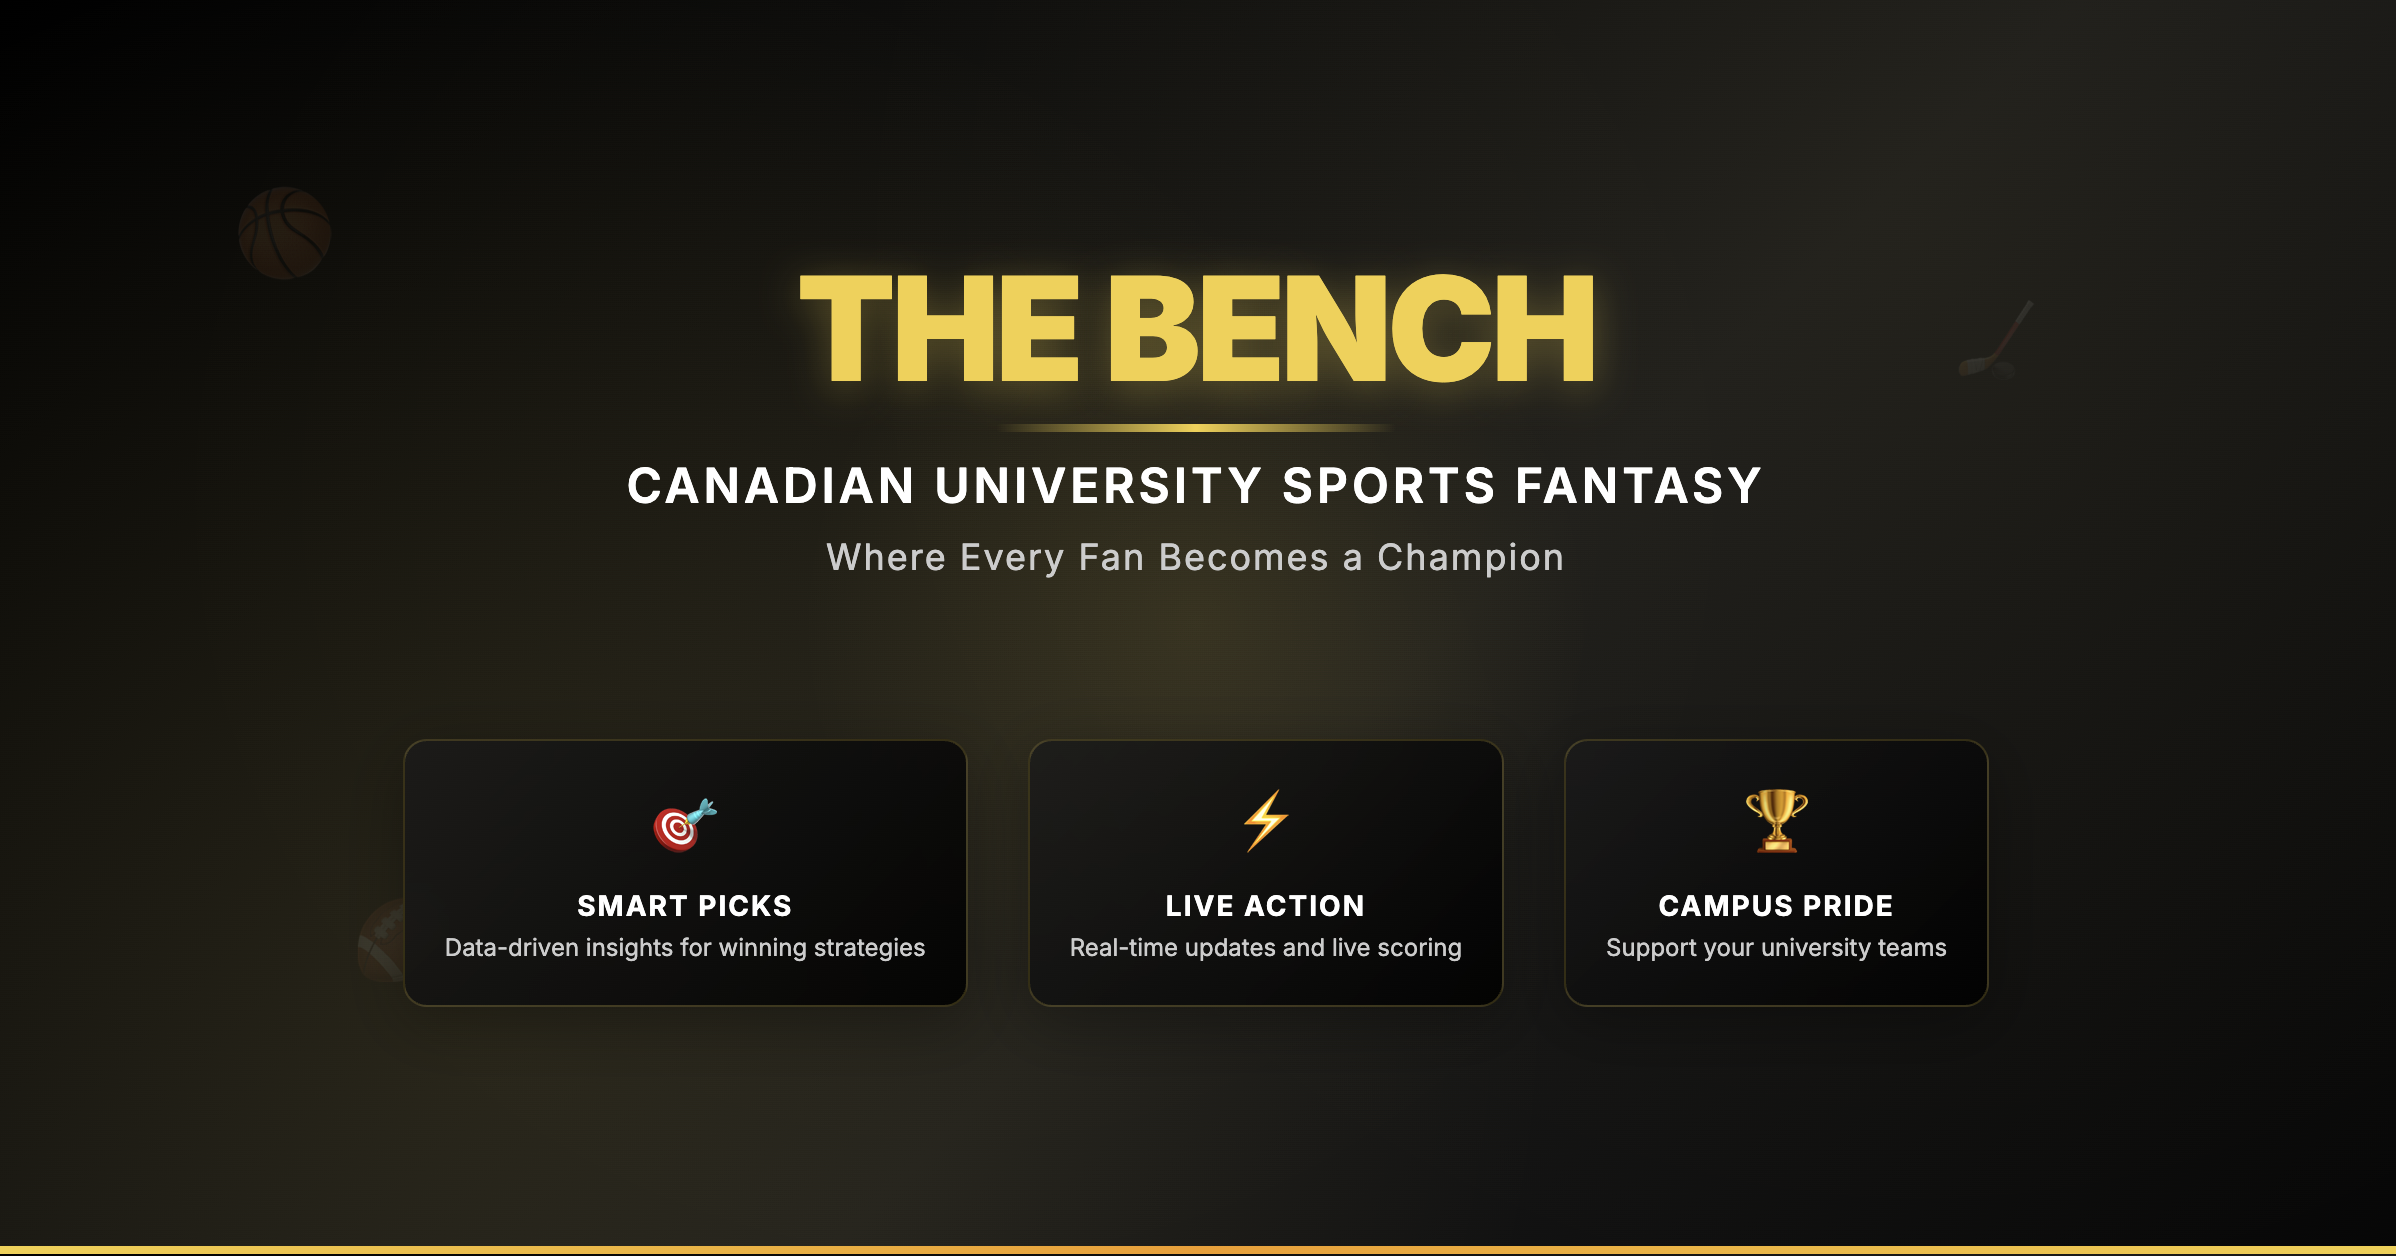 THE BENCH
CANADIAN UNIVERSITY SPORTS FANTASY
Where Every Fan Becomes a Champion
SMART PICKS
Data-driven insights for winning strategies
LIVE ACTION
Real-time updates and live scoring
CAMPUS PRIDE
Support your university teams